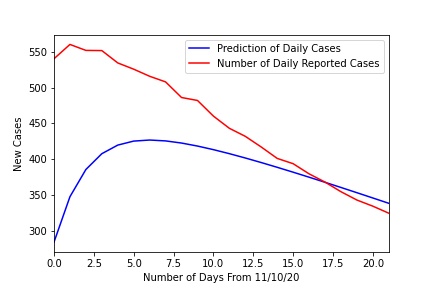 Prediction of Daily Cases
Number of Daily Reported Cases
New Cases
550
500
450
400
350
300
0.0 2.5 5.0 7.5 10.0 12.5 15.0 17.5 20.0
Number of Days From 11/10/20